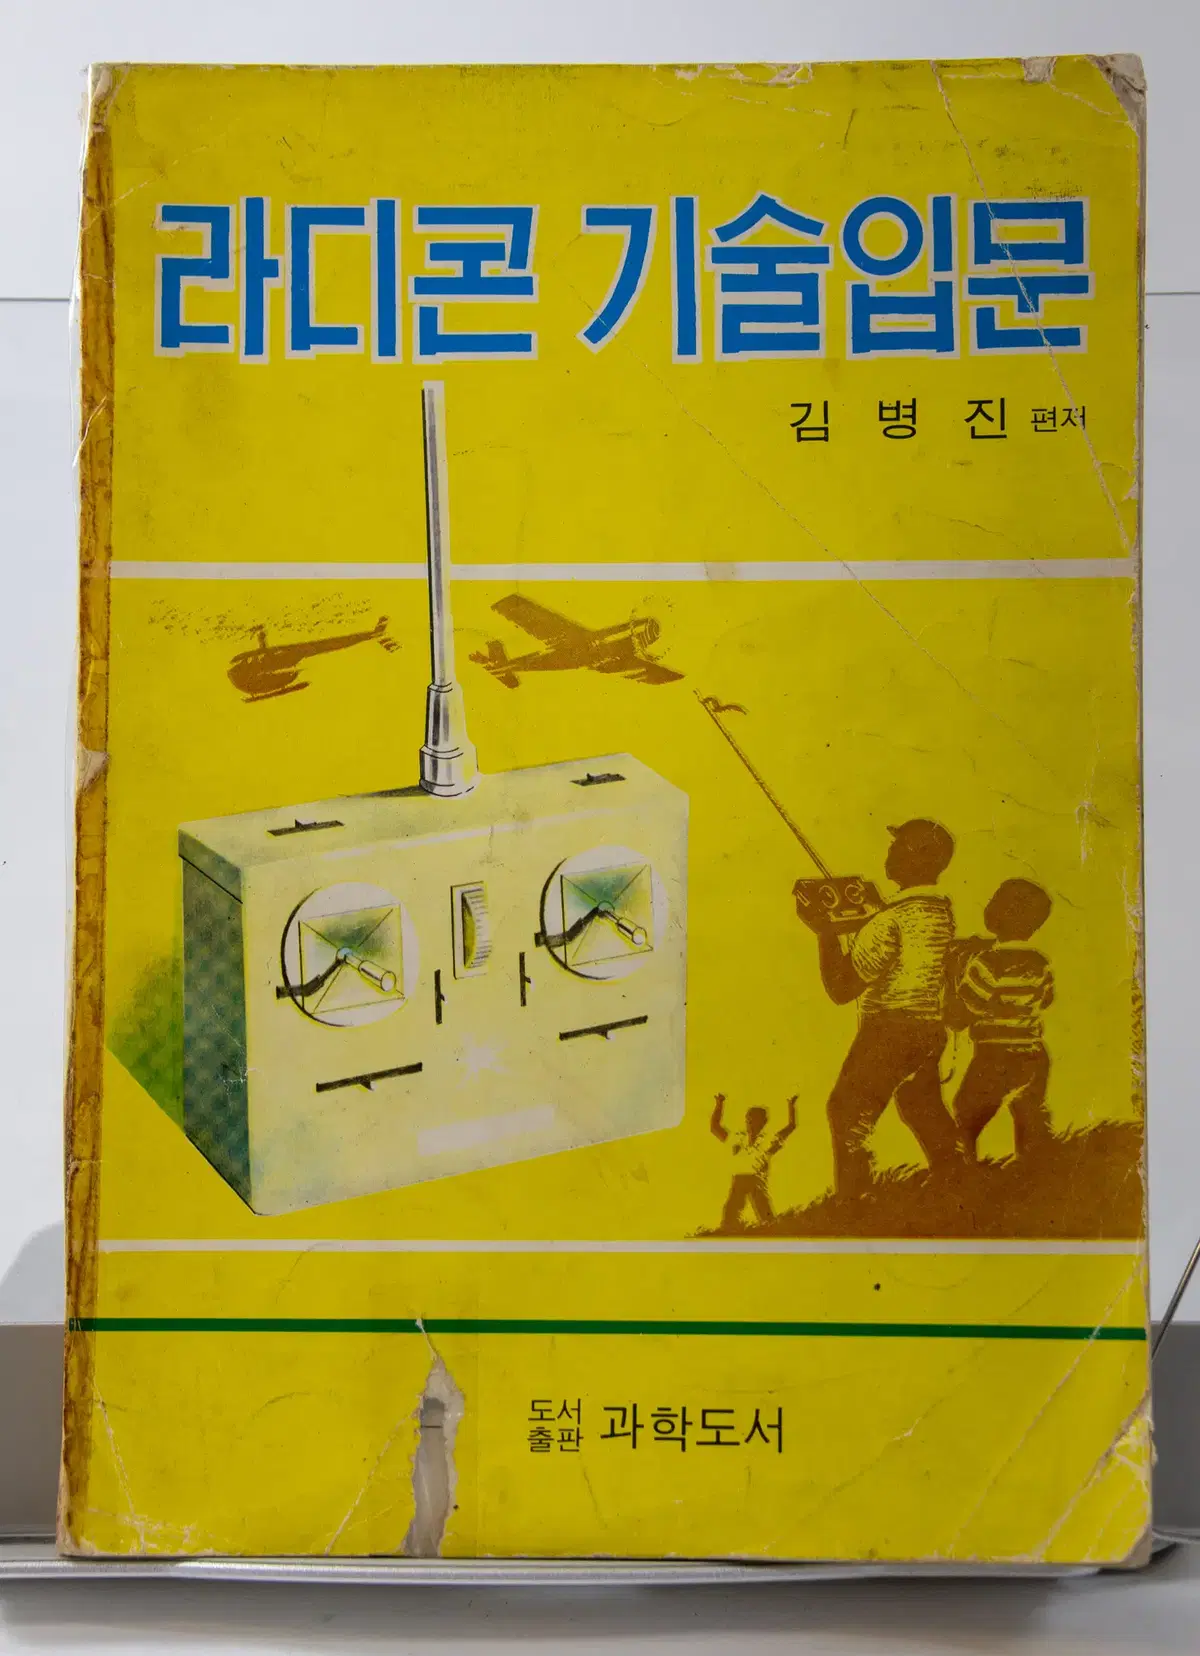 라디콘 기술입문
김병진 편저
도서출판 과학도서